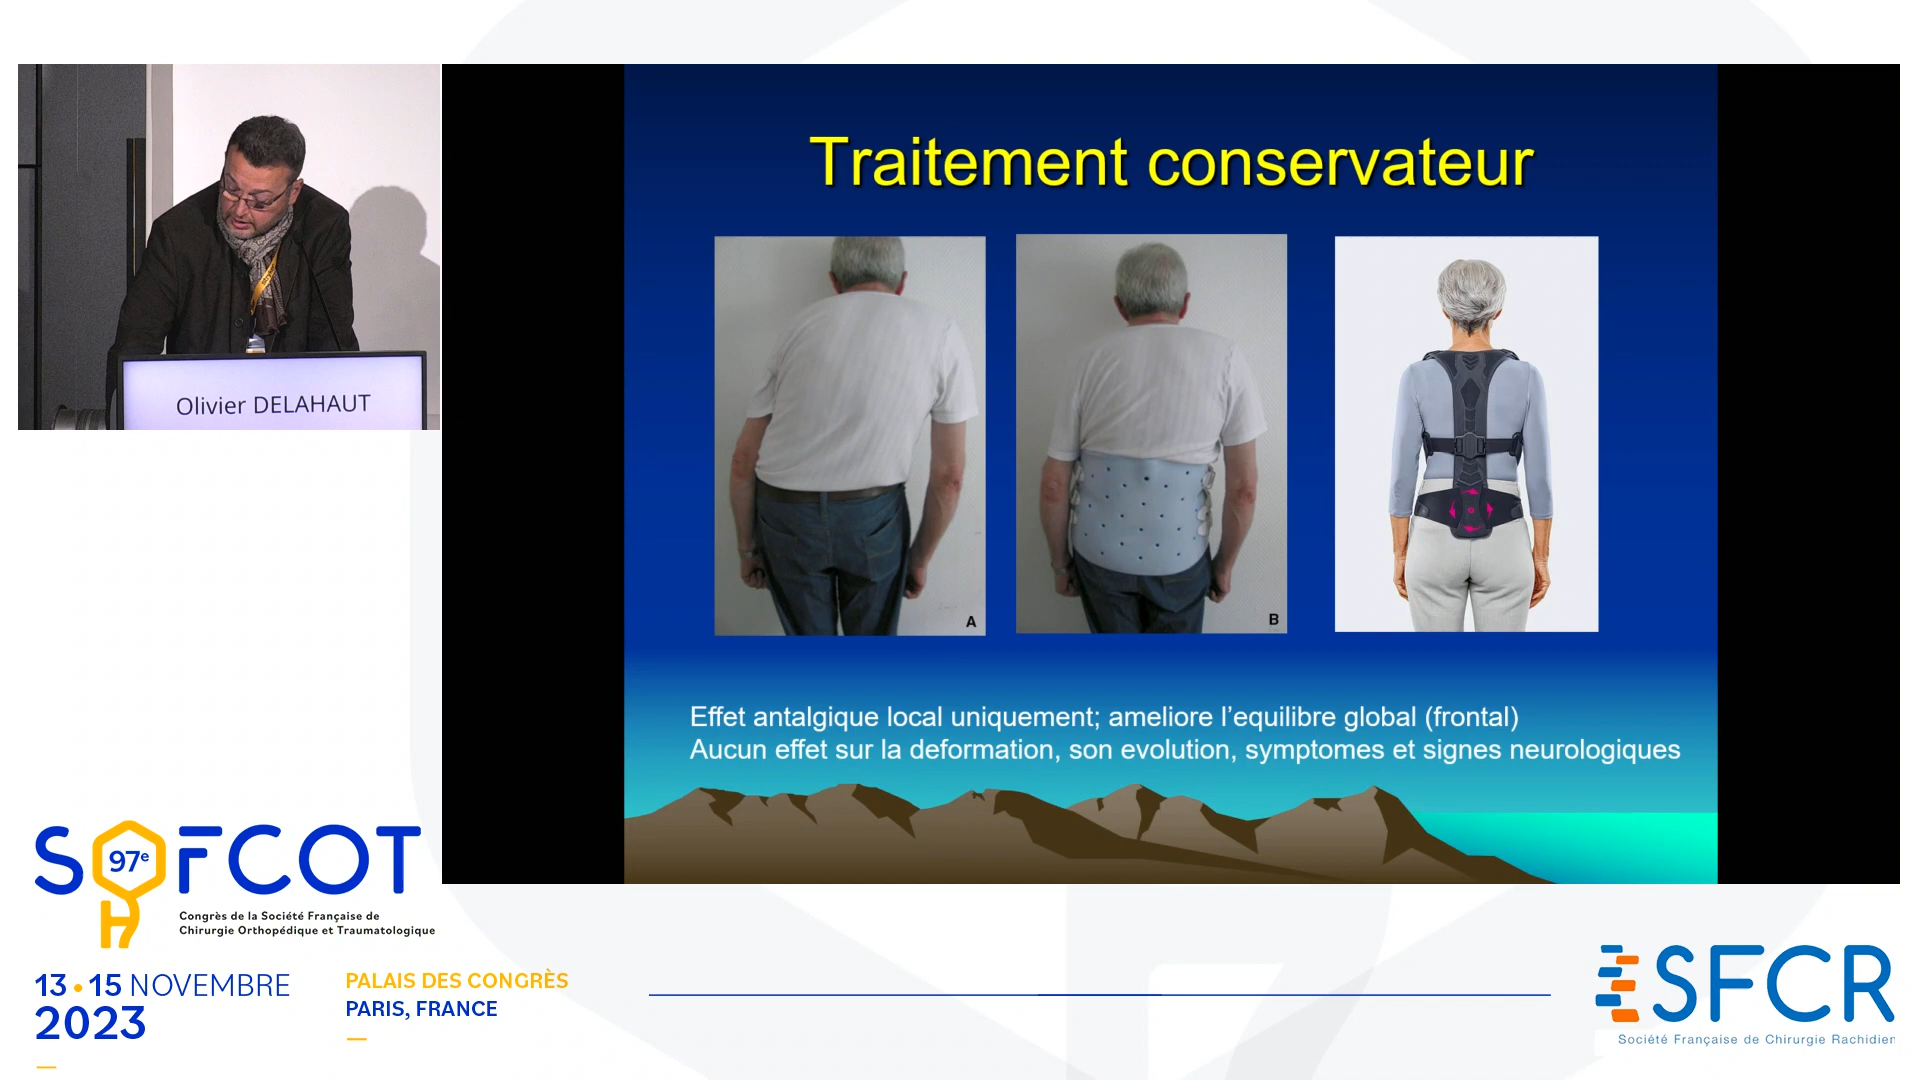 Olivier DELAHAUT
Traitement conservateur
A
B
Effet antalgique local uniquement; ameliore l’equilibre global (frontal)
Aucun effet sur la deformation, son evolution, symptomes et signes neurologiques
SOFCOT
97e
H7
Congrès de la Société Française de
Chirurgie Orthopédique et Traumatologique
13•15 NOVEMBRE
2023
PALAIS DES CONGRÈS
PARIS, FRANCE
SFCR
Société Française de Chirurgie Rachidien